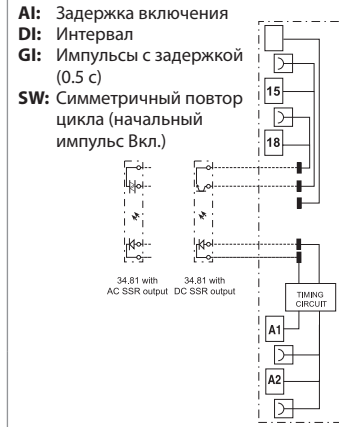 AI: Задержка включения
DI: Интервал
GI: Импульсы с задержкой
(0.5 с)
SW: Симметричный повтор
цикла (начальный
импульс Вкл.)
15
18
34.81 with
AC SSR output
34.81 with
DC SSR output
TIMING
CIRCUIT
A1
A2